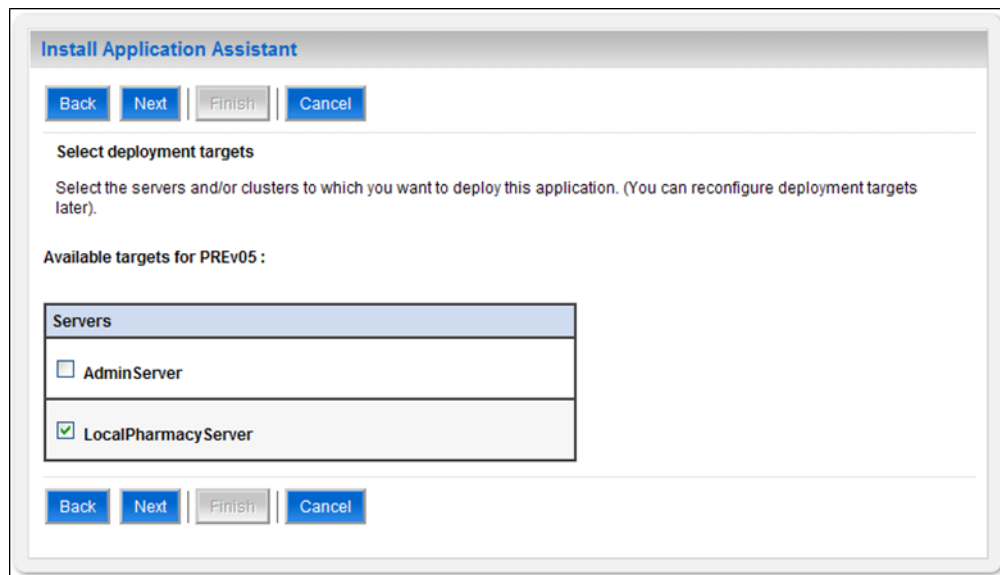 Install Application Assistant
Back Next Finish Cancel
Select deployment targets
Select the servers and/or clusters to which you want to deploy this application. (You can reconfigure deployment targets
later).
Available targets for PREv05 :
Servers
AdminServer
LocalPharmacyServer
Back Next Finish Cancel